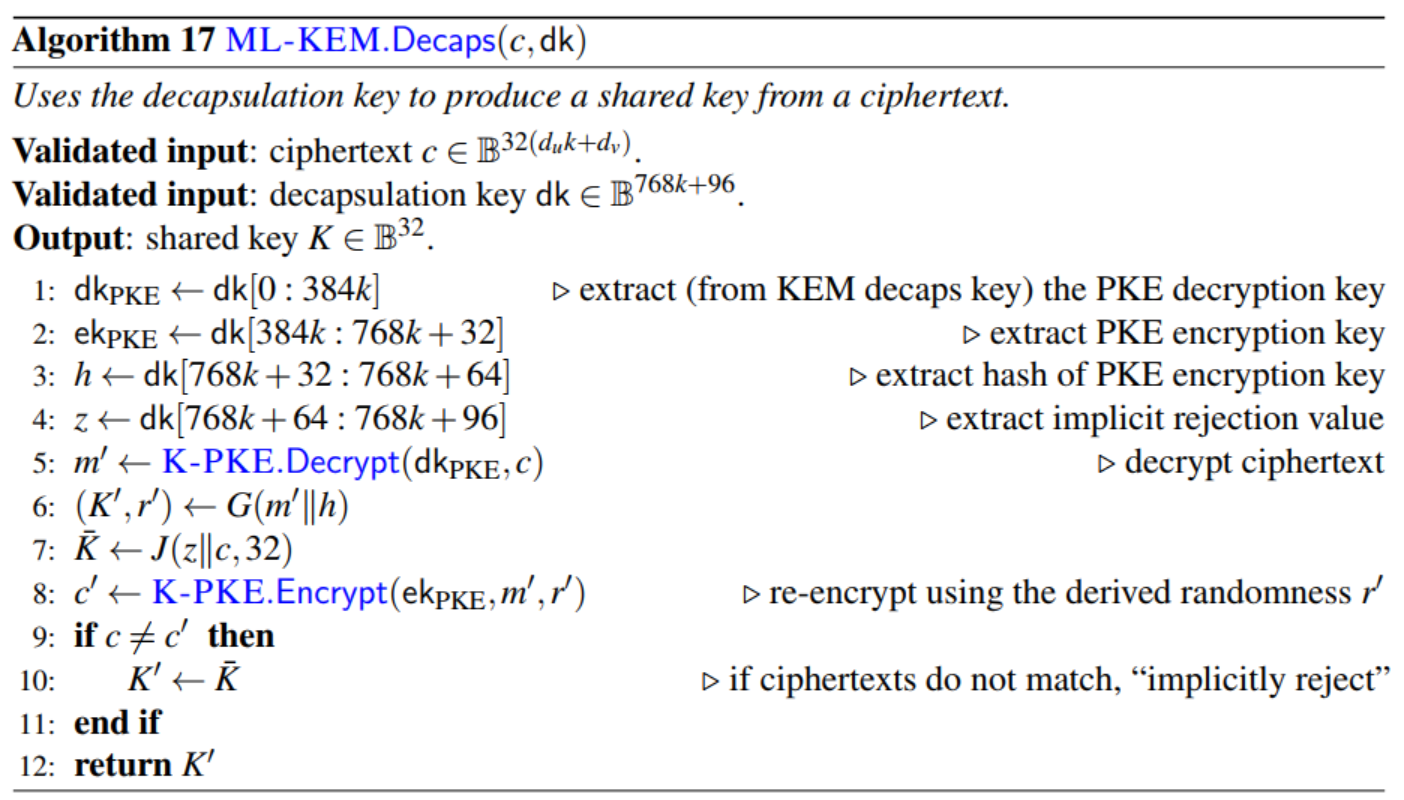 Algorithm 17 ML-KEM.Decaps(c, dk)
Uses the decapsulation key to produce a shared key from a ciphertext.
Validated input: ciphertext c ∈ 𝔹^{32(d_u k+d_v)}.
Validated input: decapsulation key dk ∈ 𝔹^{768k+96}.
Output: shared key K ∈ 𝔹^{32}.
1: dk_PKE ← dk[0 : 384k] ▷ extract (from KEM decaps key) the PKE decryption key
2: ek_PKE ← dk[384k : 768k + 32] ▷ extract PKE encryption key
3: h ← dk[768k + 32 : 768k + 64] ▷ extract hash of PKE encryption key
4: z ← dk[768k + 64 : 768k + 96] ▷ extract implicit rejection value
5: m′ ← K-PKE.Decrypt(dk_PKE, c) ▷ decrypt ciphertext
6: (K′, r′) ← G(m′∥h)
7: K̄ ← J(z∥c, 32)
8: c′ ← K-PKE.Encrypt(ek_PKE, m′, r′) ▷ re-encrypt using the derived randomness r′
9: if c ≠ c′ then
10: K′ ← K̄ ▷ if ciphertexts do not match, “implicitly reject”
11: end if
12: return K′